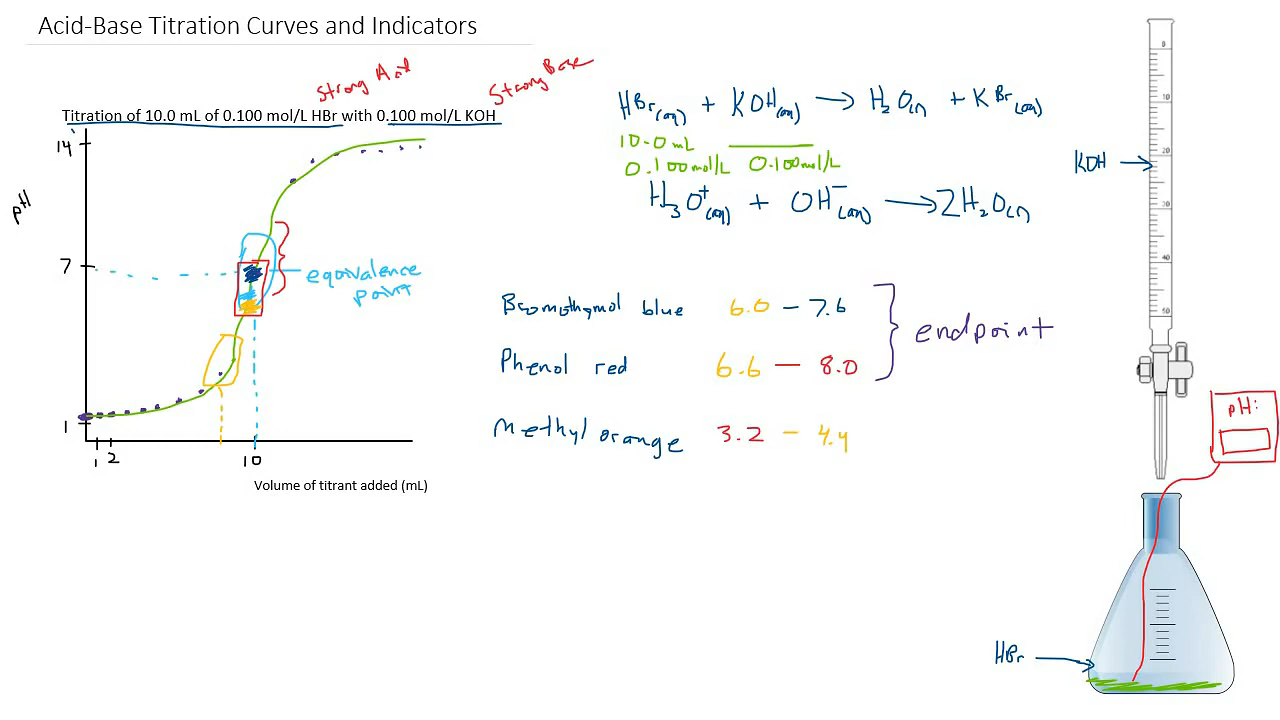 Acid-Base Titration Curves and Indicators
Strong Acid
Strong Base
Titration of 10.0 mL of 0.100 mol/L HBr with 0.100 mol/L KOH
14
pH
7
1
1 2
10
equivalence
point
Volume of titrant added (mL)
HBr(aq) + KOH(aq) → H2O(l) + KBr(aq)
10.0 mL
0.100mol/L 0.100mol/L
H3O+(aq) + OH-(aq) → 2H2O(l)
Bromothymol blue 6.0 - 7.6
Phenol red 6.6 - 8.0
endpoint
Methyl orange 3.2 - 4.4
KOH
0
10
20
30
40
50
pH:
HBr